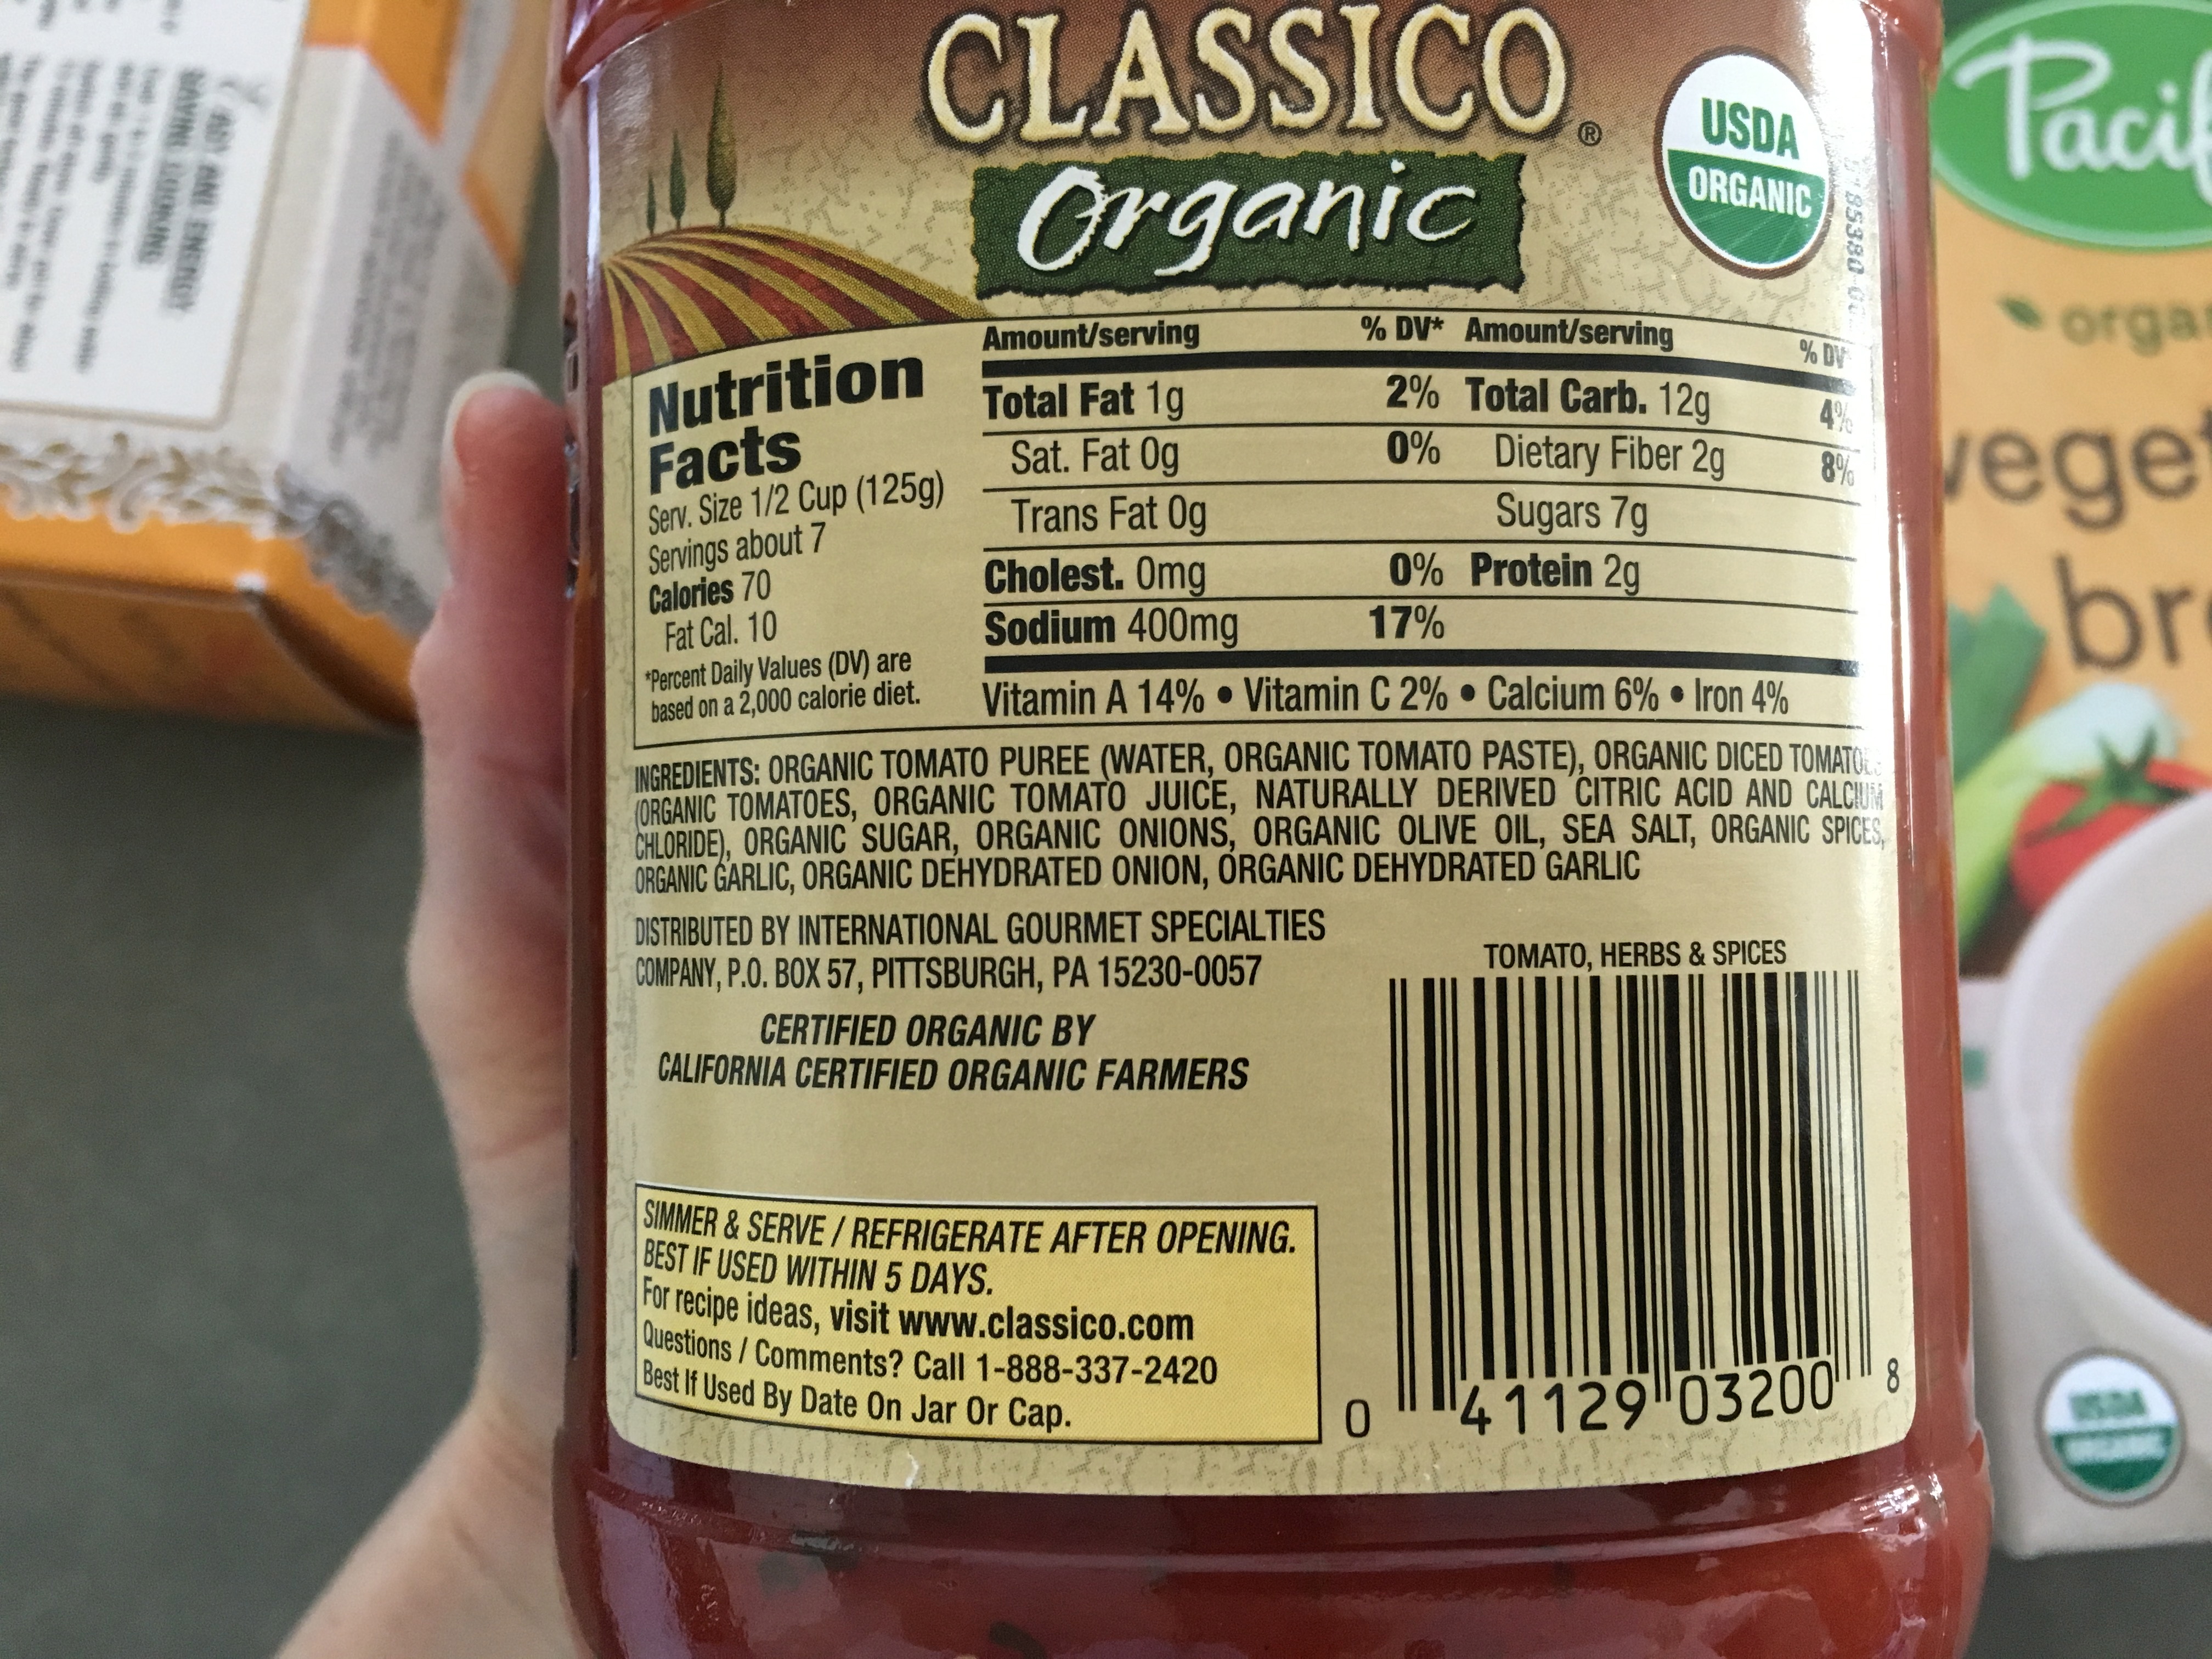 CLASSICO®
Organic
USDA
ORGANIC
Nutrition
Facts
Serv. Size 1/2 Cup (125g)
Servings about 7
Calories 70
Fat Cal. 10
*Percent Daily Values (DV) are
based on a 2,000 calorie diet.
Amount/serving % DV* Amount/serving % DV
Total Fat 1g 2% Total Carb. 12g 4%
Sat. Fat 0g 0% Dietary Fiber 2g 8%
Trans Fat 0g Sugars 7g
Cholest. 0mg 0% Protein 2g
Sodium 400mg 17%
Vitamin A 14% • Vitamin C 2% • Calcium 6% • Iron 4%
INGREDIENTS: ORGANIC TOMATO PUREE (WATER, ORGANIC TOMATO PASTE), ORGANIC DICED TOMATOES
(ORGANIC TOMATOES, ORGANIC TOMATO JUICE, NATURALLY DERIVED CITRIC ACID AND CALCIUM
CHLORIDE), ORGANIC SUGAR, ORGANIC ONIONS, ORGANIC OLIVE OIL, SEA SALT, ORGANIC SPICES,
ORGANIC GARLIC, ORGANIC DEHYDRATED ONION, ORGANIC DEHYDRATED GARLIC
DISTRIBUTED BY INTERNATIONAL GOURMET SPECIALTIES
COMPANY, P.O. BOX 57, PITTSBURGH, PA 15230-0057
CERTIFIED ORGANIC BY
CALIFORNIA CERTIFIED ORGANIC FARMERS
TOMATO, HERBS & SPICES
0 41129 03200 8
SIMMER & SERVE / REFRIGERATE AFTER OPENING.
BEST IF USED WITHIN 5 DAYS.
For recipe ideas, visit www.classico.com
Questions / Comments? Call 1-888-337-2420
Best If Used By Date On Jar Or Cap.
Pacif
orga
veget
bro
USDA
ORGANIC